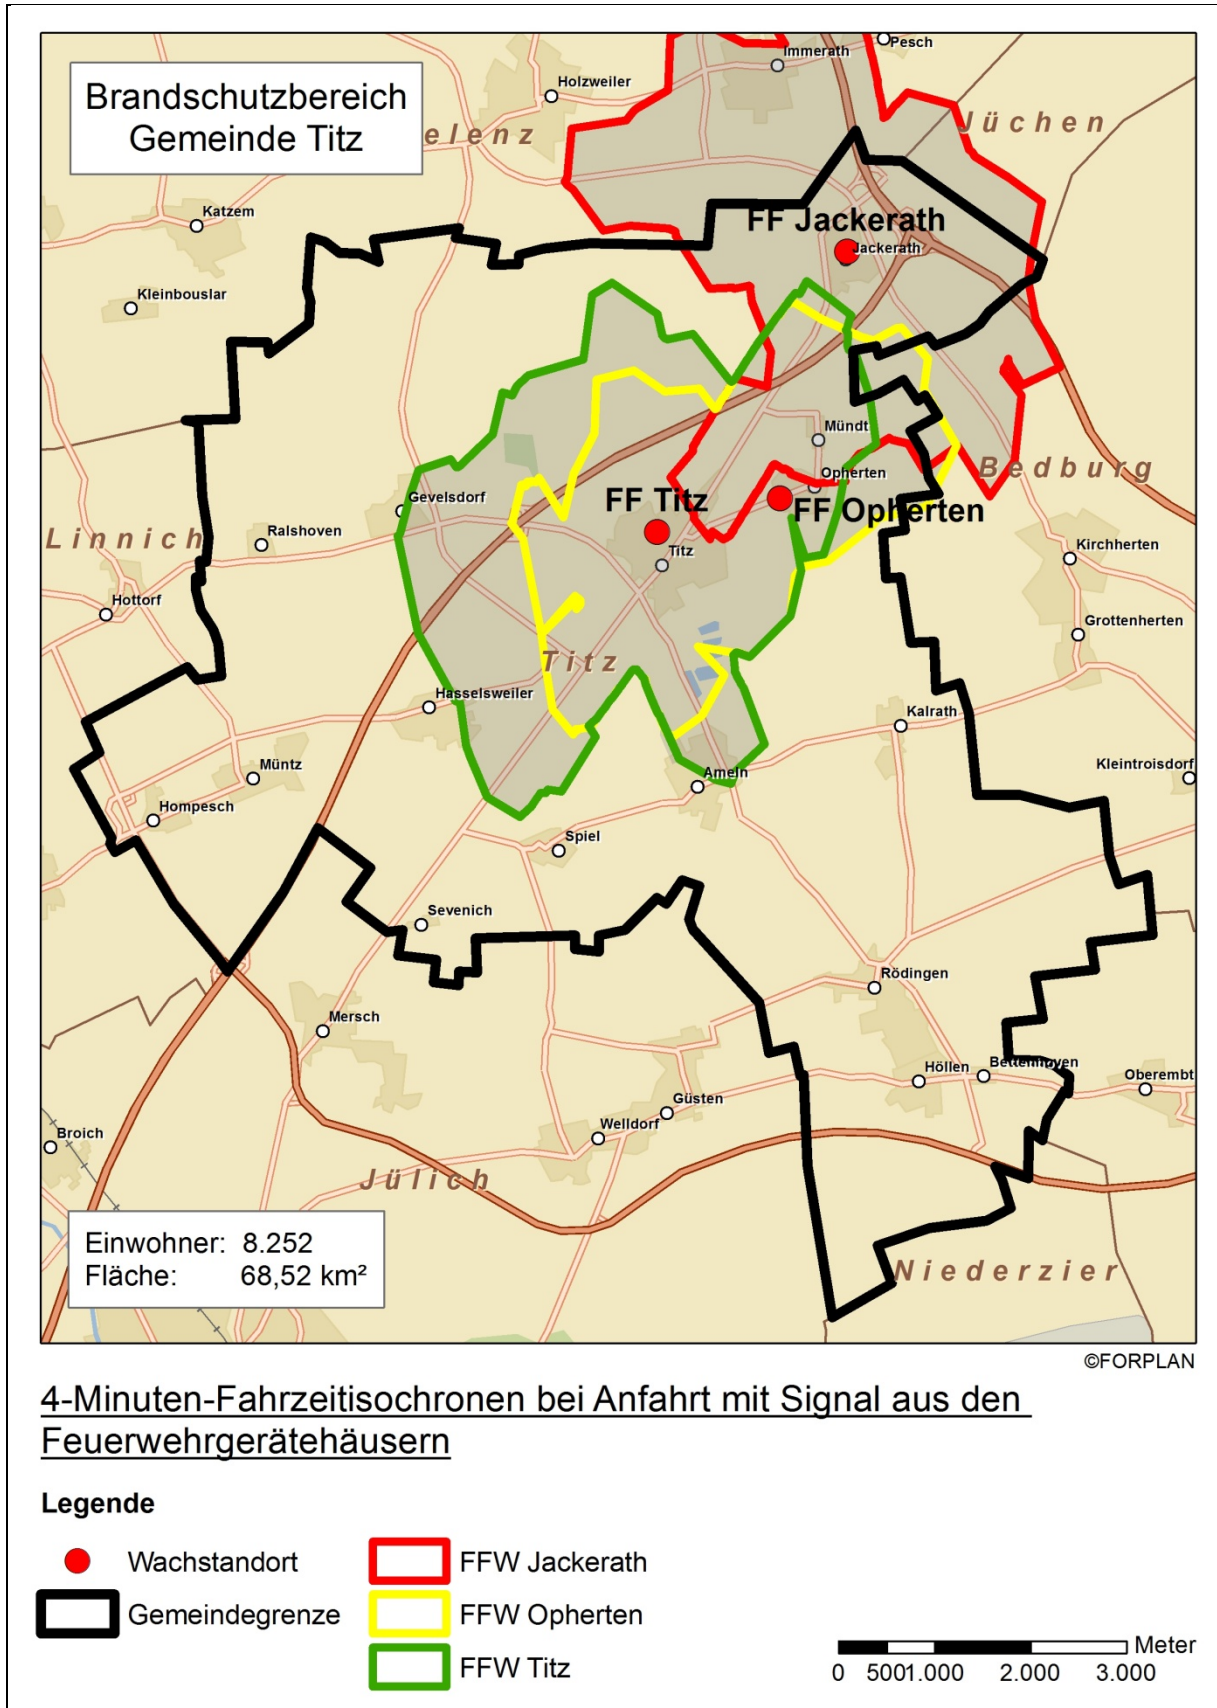 Brandschutzbereich
Gemeinde Titz
Immerath
Pesch
Holzweiler
elenz
Jüchen
Katzem
FF Jackerath
Jackerath
Kleinbouslar
Mündt
Bedburg
Opherten
Gevelsdorf
FF Titz
FF Opherten
Linnich
Ralshoven
Titz
Kirchherten
Hottorf
Grottenherten
Titz
Hasselsweiler
Kalrath
Müntz
Ameln
Kleintroisdorf
Hompesch
Spiel
Sevenich
Rödingen
Mersch
Höllen
Bettenhoven
Oberembt
Güsten
Welldorf
Broich
Jülich
Einwohner: 8.252
Fläche: 68,52 km²
Niederzier
©FORPLAN
4-Minuten-Fahrzeitisochronen bei Anfahrt mit Signal aus den
Feuerwehrgerätehäusern
Legende
Wachstandort
FFW Jackerath
Gemeindegrenze
FFW Opherten
FFW Titz
Meter
0 5001.000 2.000 3.000